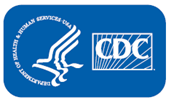 DEPARTMENT OF HEALTH & HUMAN SERVICES • USA
CDC